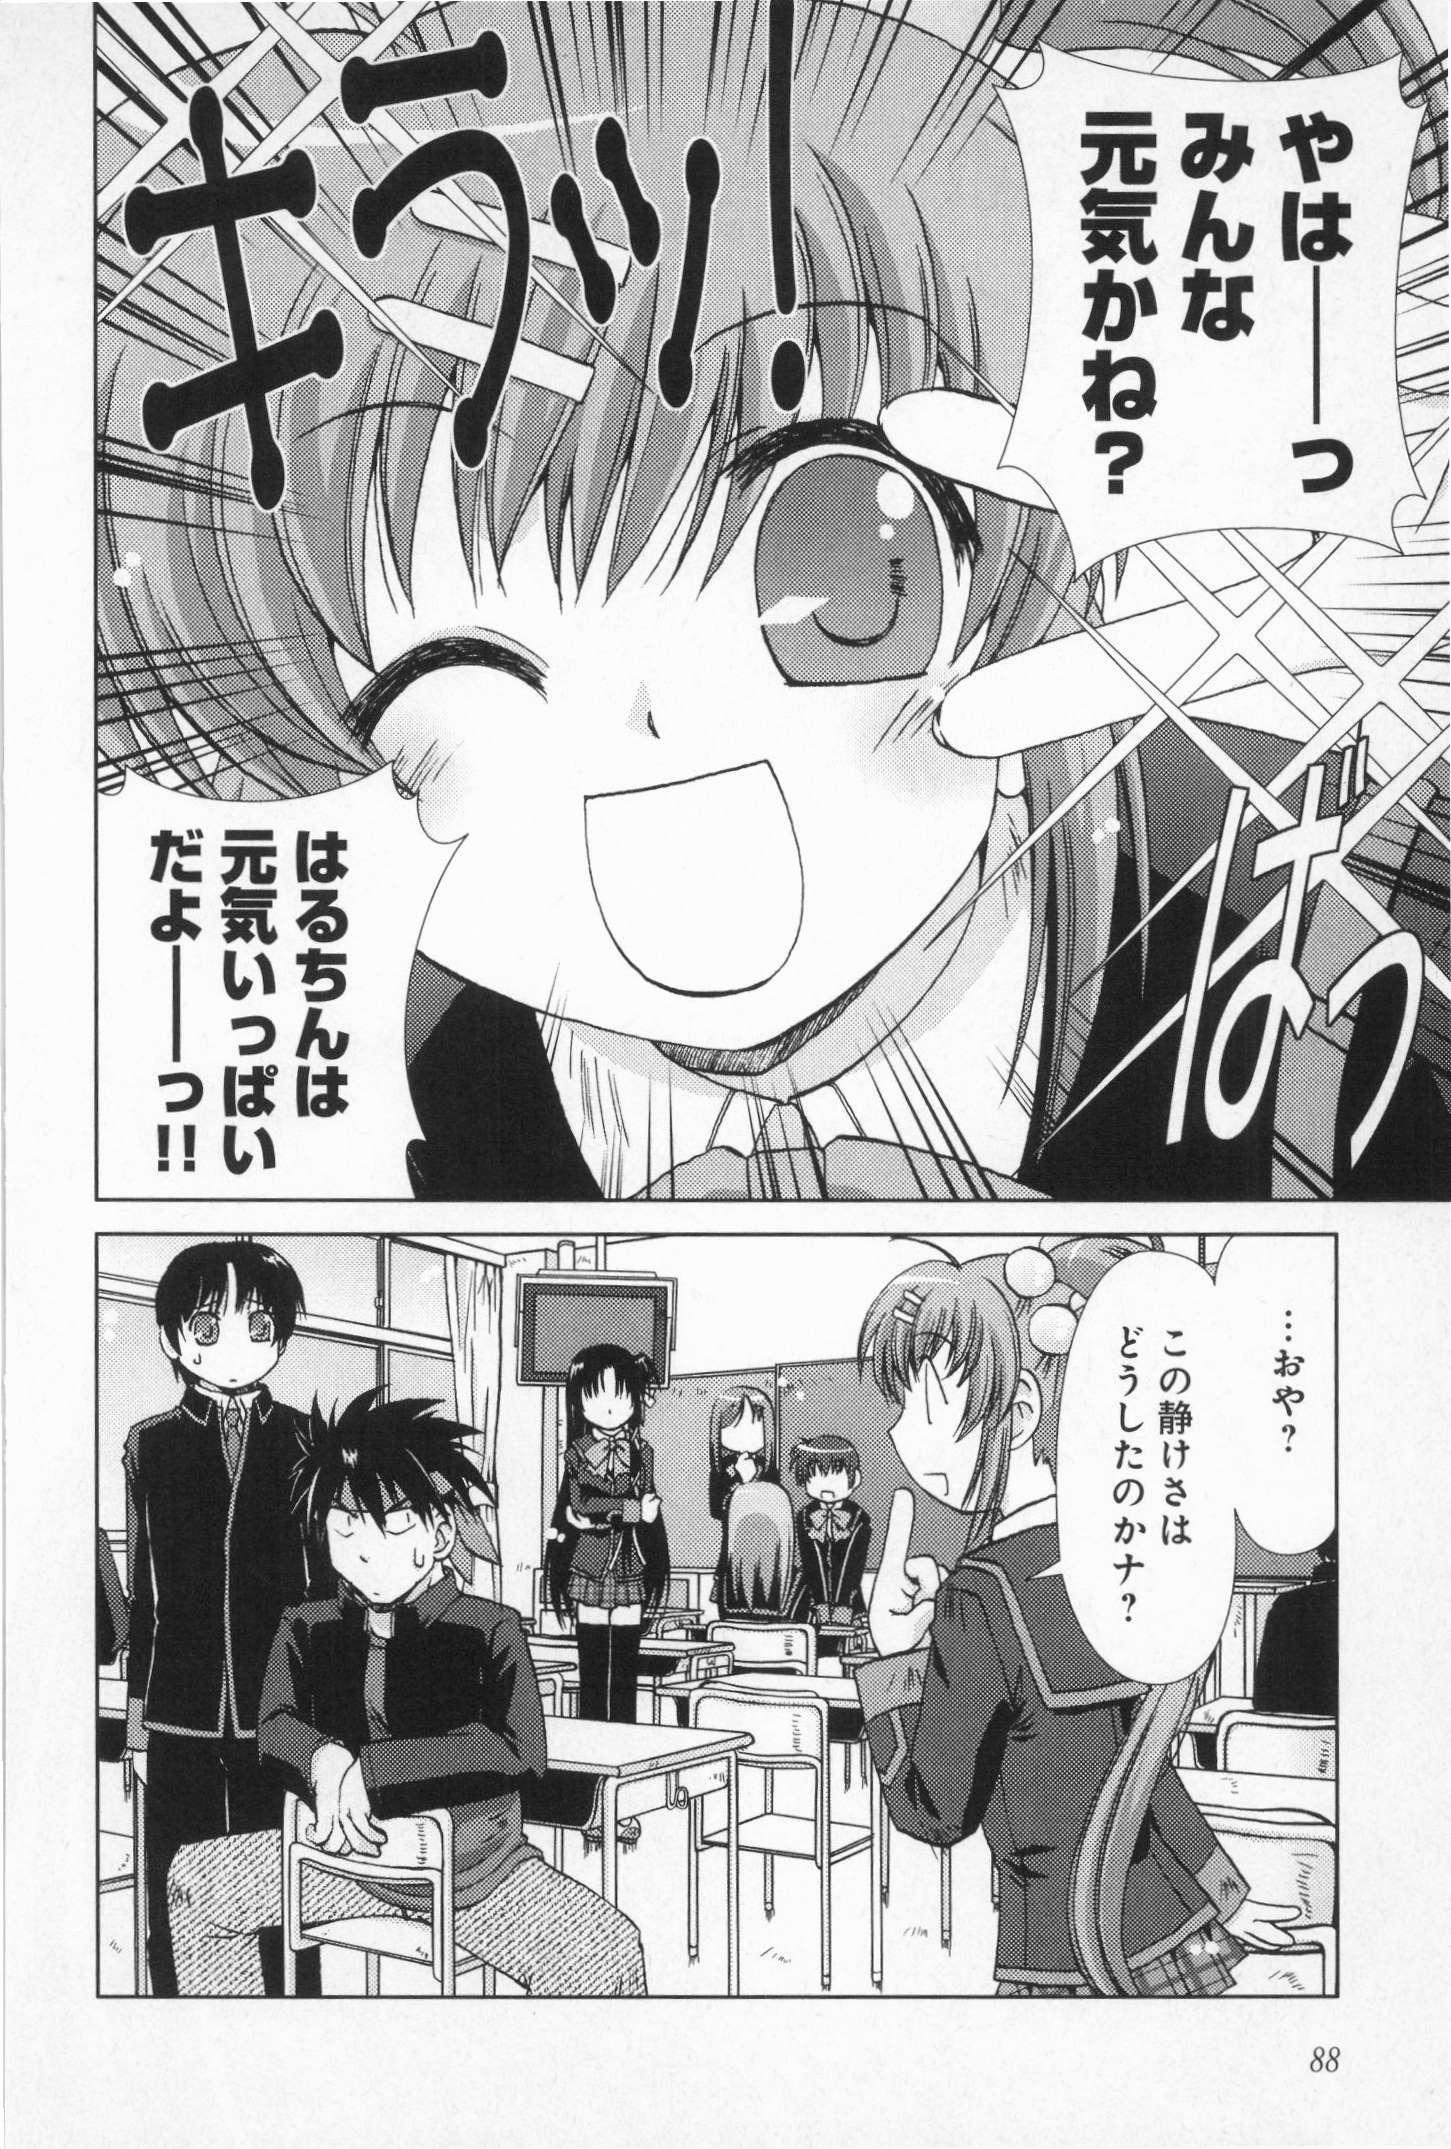 やはーーっ
みんな
元気かね？
キラッ！
ばっ
はるちんは
元気いっぱい
だよーーっ!!
…おや？
この静けさは
どうしたのかナ？
88